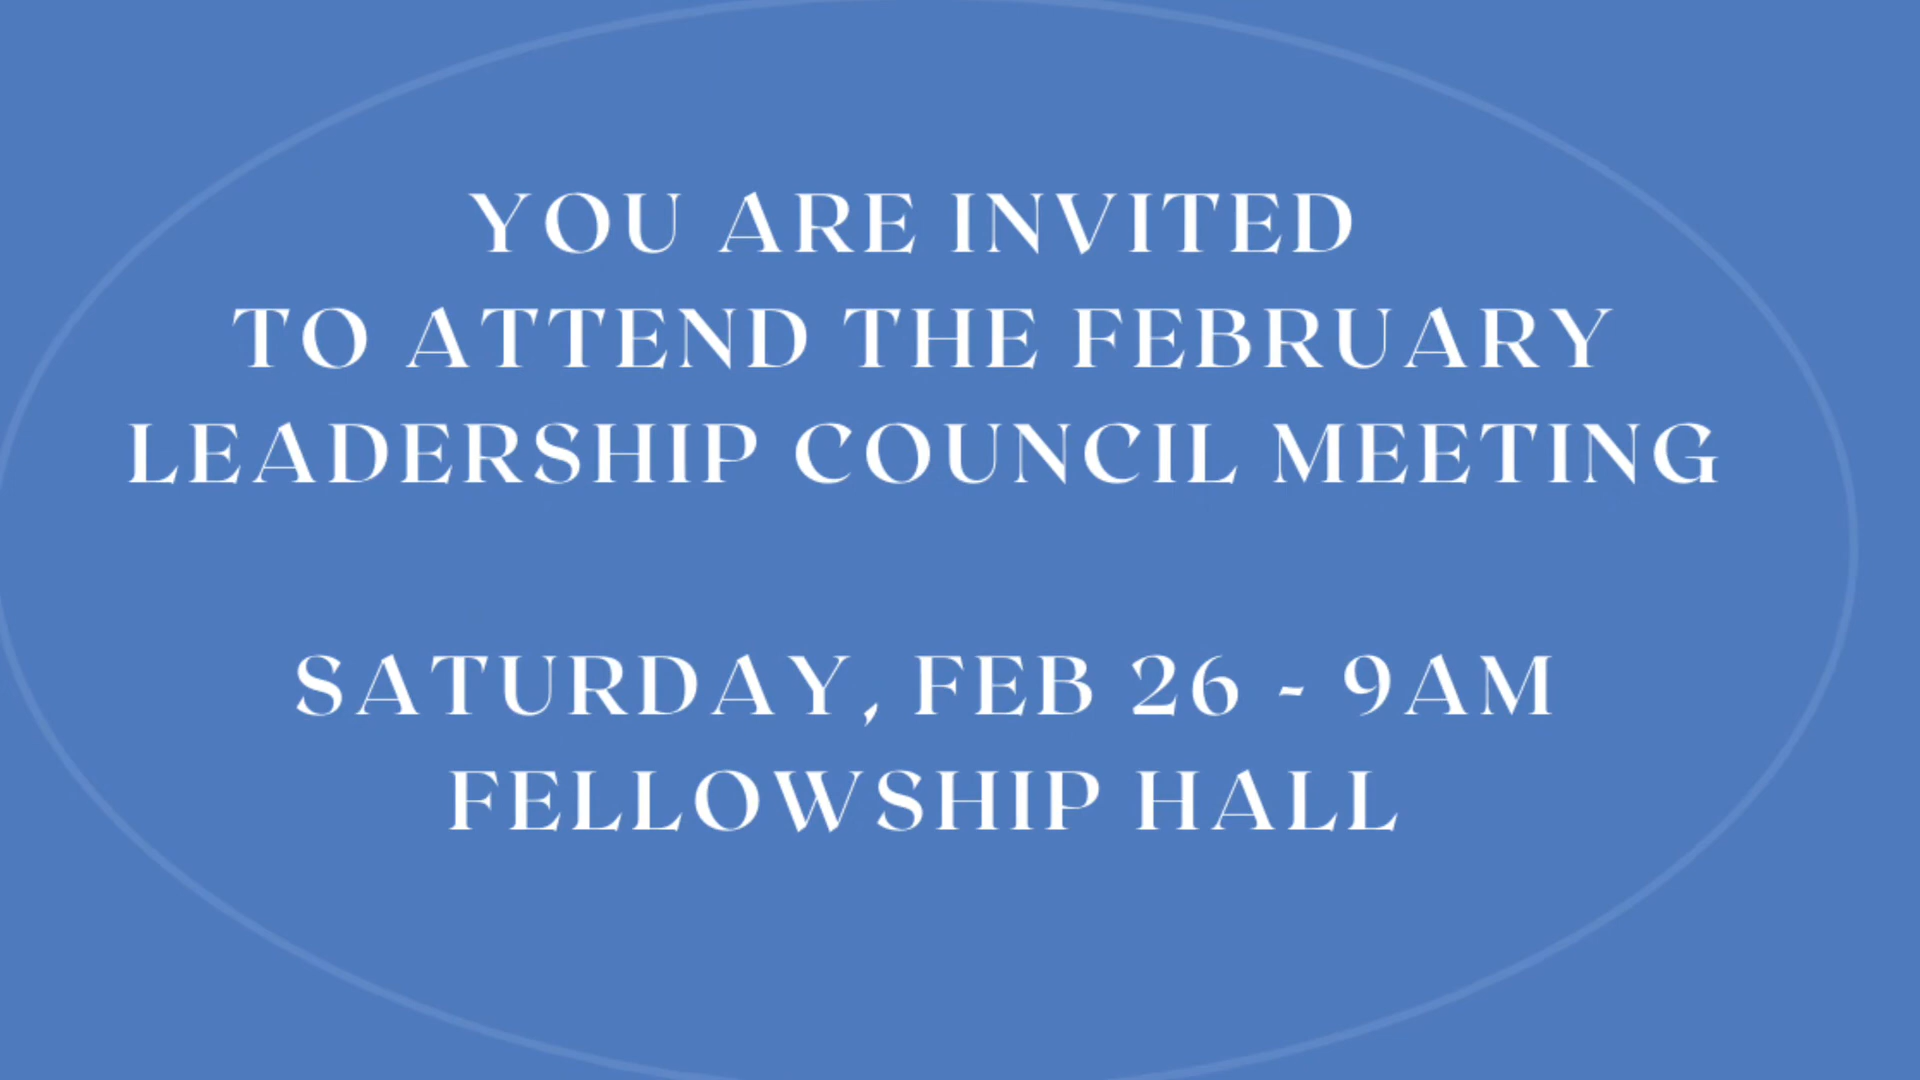 YOU ARE INVITED
TO ATTEND THE FEBRUARY
LEADERSHIP COUNCIL MEETING
SATURDAY, FEB 26 - 9AM
FELLOWSHIP HALL